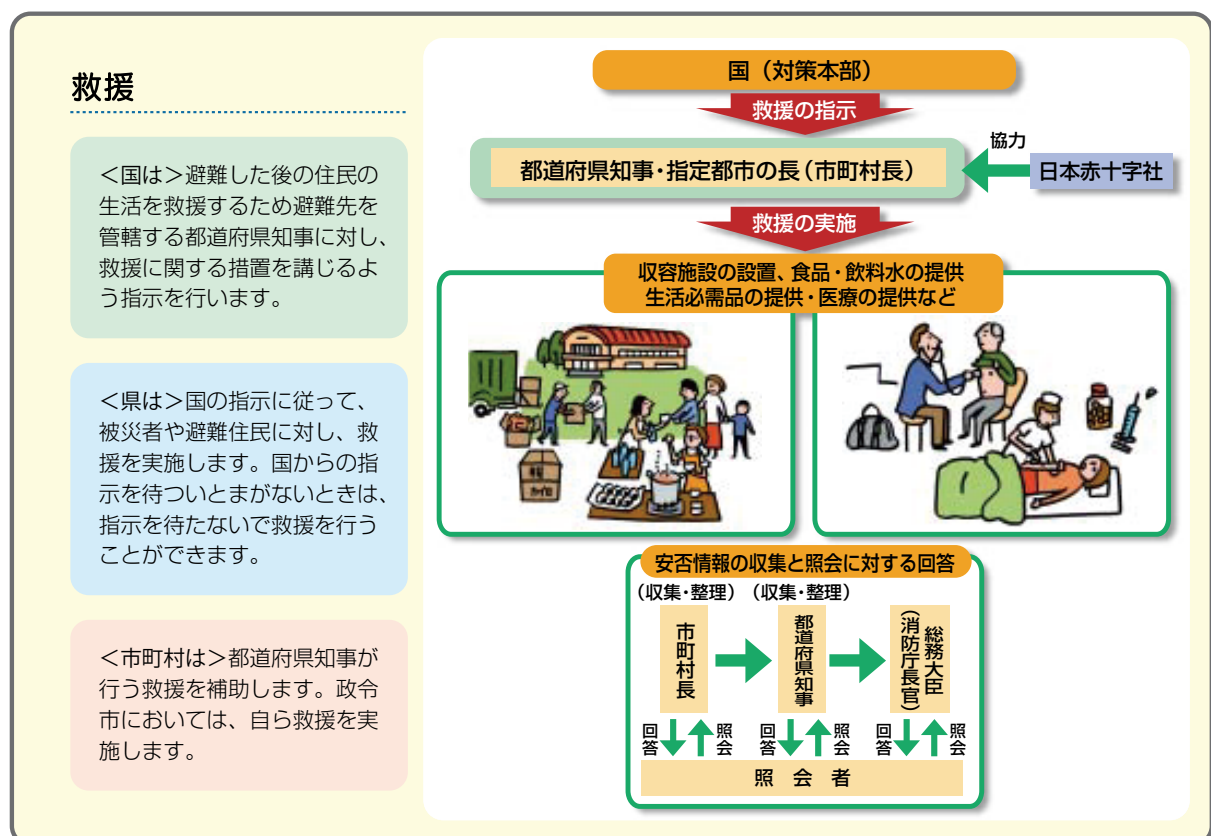 救援
＜国は＞避難した後の住民の
生活を救援するため避難先を
管轄する都道府県知事に対し、
救援に関する措置を講じるよ
う指示を行います。
＜県は＞国の指示に従って、
被災者や避難住民に対し、救
援を実施します。国からの指
示を待ついとまがないときは、
指示を待たないで救援を行う
ことができます。
＜市町村は＞都道府県知事が
行う救援を補助します。政令
市においては、自ら救援を実
施します。
国（対策本部）
救援の指示
都道府県知事・指定都市の長（市町村長）
協力
日本赤十字社
救援の実施
収容施設の設置、食品・飲料水の提供
生活必需品の提供・医療の提供など
安否情報の収集と照会に対する回答
（収集・整理）（収集・整理）
市町村長
都道府県知事
総務大臣
（消防庁長官）
回答
照会
回答
照会
回答
照会
照会者